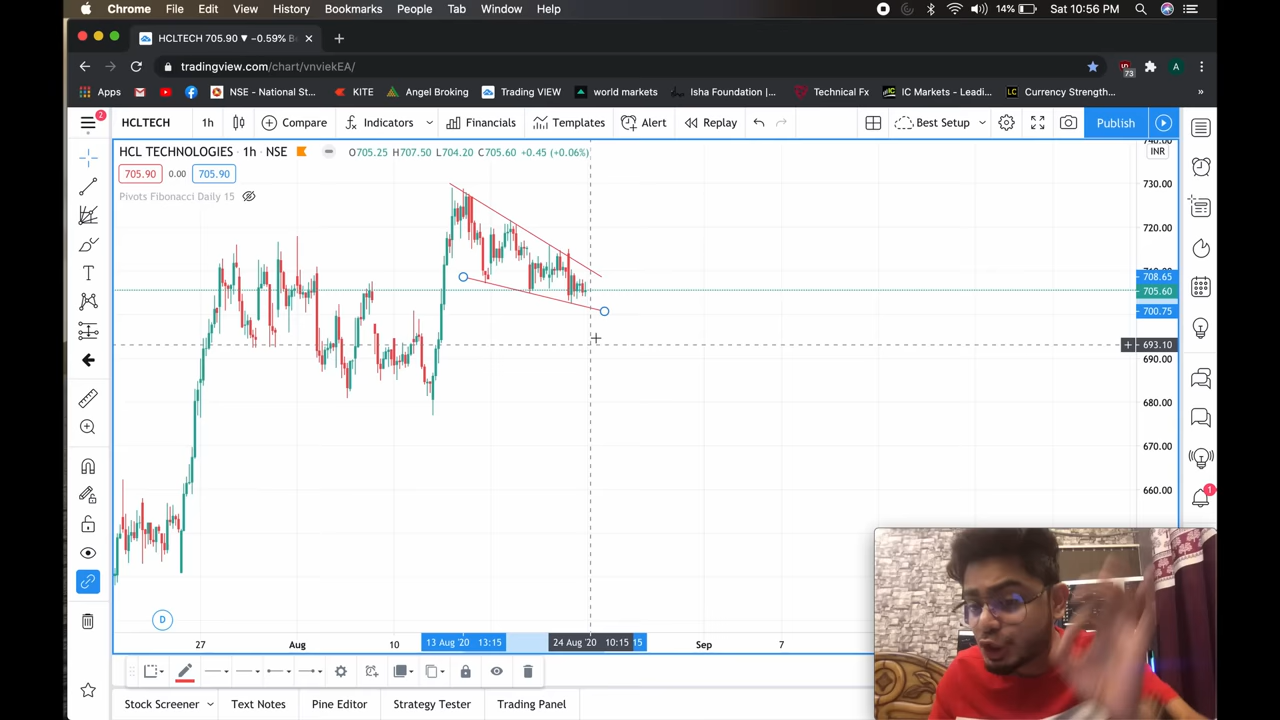 Chrome File Edit View History Bookmarks People Tab Window Help 14% Sat 10:56 PM
HCLTECH 705.90 ▼ −0.59% B
tradingview.com/chart/vnviekEA/ 73 A
Apps NSE - National St... KITE Angel Broking Trading VIEW world markets Isha Foundation |... Technical Fx IC Markets - Leadi... Currency Strength... »
2 HCLTECH 1h Compare Indicators Financials Templates Alert Replay Best Setup Publish
HCL TECHNOLOGIES · 1h · NSE O705.25 H707.50 L704.20 C705.60 +0.45 (+0.06%) INR
705.90 0.00 705.90
Pivots Fibonacci Daily 15
730.00
720.00
708.65
705.60
700.75
693.10
690.00
680.00
670.00
660.00
1
D
27 Aug 10 13 Aug '20 13:15 24 Aug '20 10:15 15 Sep 7
Stock Screener Text Notes Pine Editor Strategy Tester Trading Panel